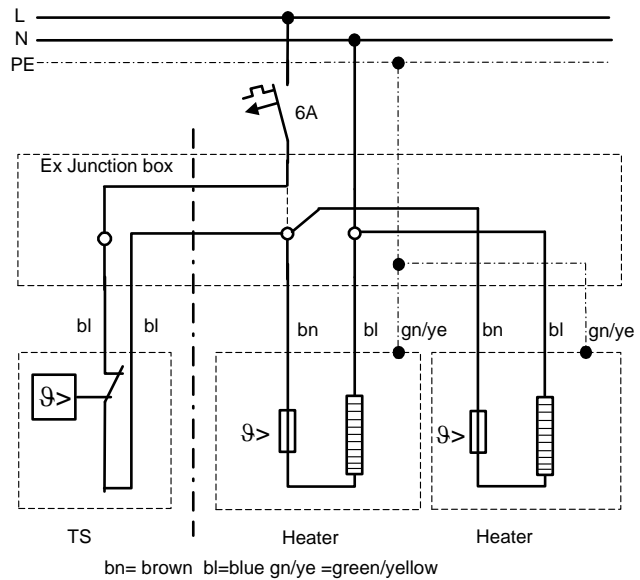 L
N
PE
6A
Ex Junction box
bl
bl
bn
bl
gn/ye
bn
bl
gn/ye
ϑ>
ϑ>
ϑ>
TS
Heater
Heater
bn= brown bl=blue gn/ye =green/yellow